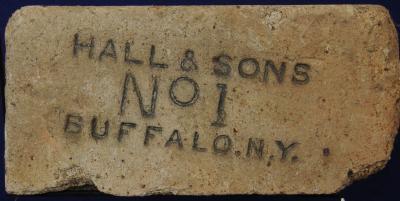 HALL & SONS
No 1
BUFFALO.N.Y.